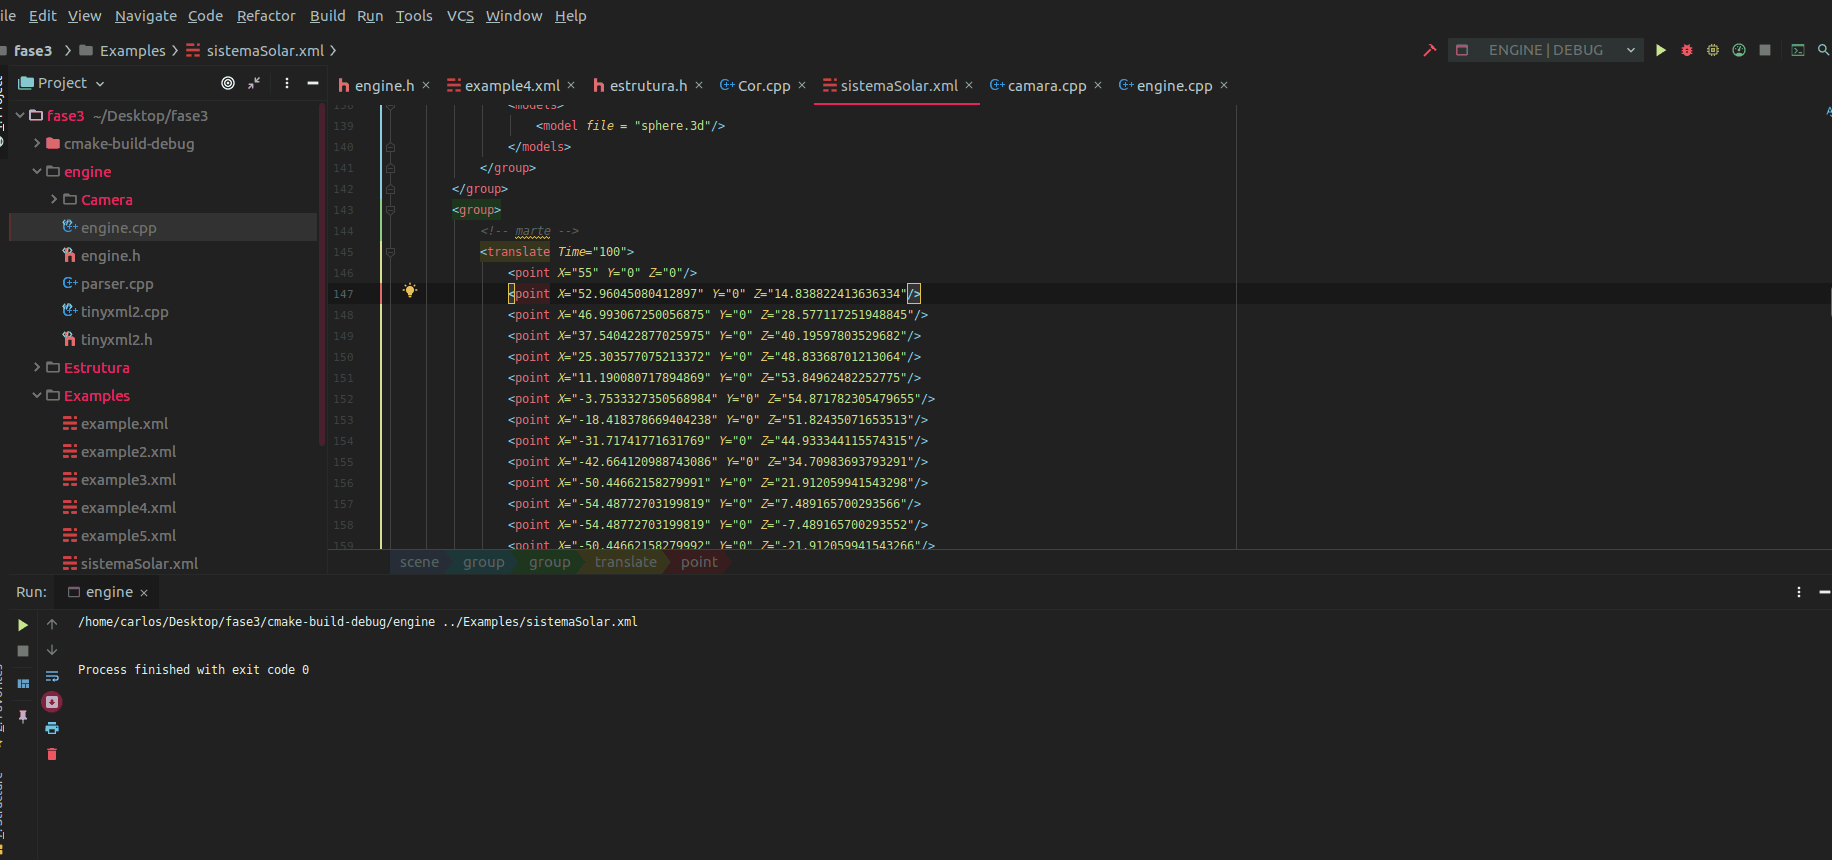 ile Edit View Navigate Code Refactor Build Run Tools VCS Window Help
fase3 Examples sistemaSolar.xml
ENGINE | DEBUG
Project
engine.h example4.xml estrutura.h Cor.cpp sistemaSolar.xml camara.cpp engine.cpp
fase3 ~/Desktop/fase3
cmake-build-debug
engine
Camera
engine.cpp
engine.h
parser.cpp
tinyxml2.cpp
tinyxml2.h
Estrutura
Examples
example.xml
example2.xml
example3.xml
example4.xml
example5.xml
sistemaSolar.xml
138 <models>
139 <model file = "sphere.3d"/>
140 </models>
141 </group>
142 </group>
143 <group>
144 <!-- marte -->
145 <translate Time="100">
146 <point X="55" Y="0" Z="0"/>
147 <point X="52.96045080412897" Y="0" Z="14.838822413636334"/>
148 <point X="46.993067250056875" Y="0" Z="28.577117251948845"/>
149 <point X="37.540422877025975" Y="0" Z="40.19597803529682"/>
150 <point X="25.303577075213372" Y="0" Z="48.83368701213064"/>
151 <point X="11.190080717894869" Y="0" Z="53.84962482252775"/>
152 <point X="-3.7533327350568984" Y="0" Z="54.871782305479655"/>
153 <point X="-18.418378669404238" Y="0" Z="51.82435071653513"/>
154 <point X="-31.71741771631769" Y="0" Z="44.933344115574315"/>
155 <point X="-42.664120988743086" Y="0" Z="34.70983693793291"/>
156 <point X="-50.44662158279991" Y="0" Z="21.912059941543298"/>
157 <point X="-54.48772703199819" Y="0" Z="7.489165700293566"/>
158 <point X="-54.48772703199819" Y="0" Z="-7.489165700293552"/>
159 <point X="-50.44662158279992" Y="0" Z="-21.912059941543266"/>
scene group group translate point
Run: engine
/home/carlos/Desktop/fase3/cmake-build-debug/engine ../Examples/sistemaSolar.xml
Process finished with exit code 0